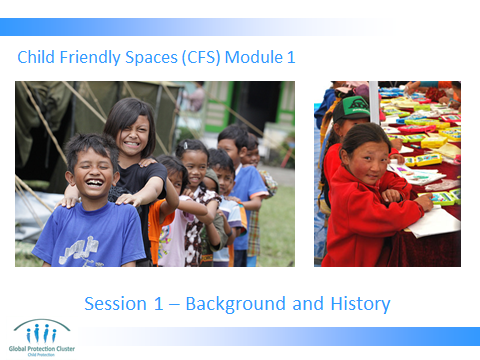 Child Friendly Spaces (CFS) Module 1
Session 1 – Background and History
Global Protection Cluster
Child Protection